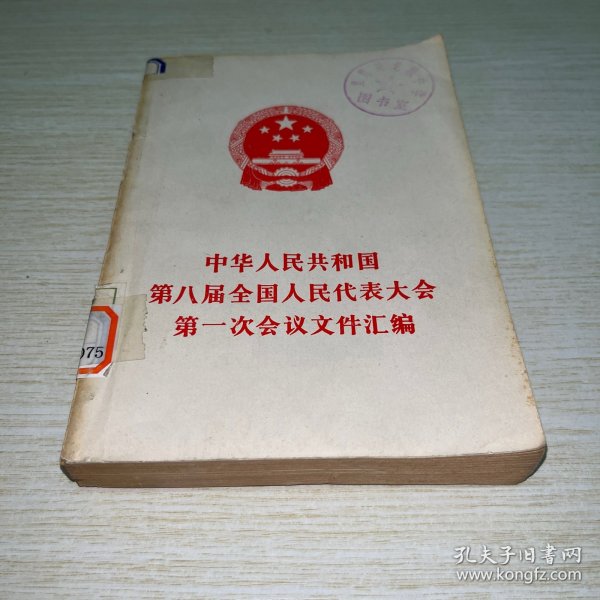 图书室
中华人民共和国
第八届全国人民代表大会
第一次会议文件汇编
075
孔夫子旧书网
www.kongfz.com